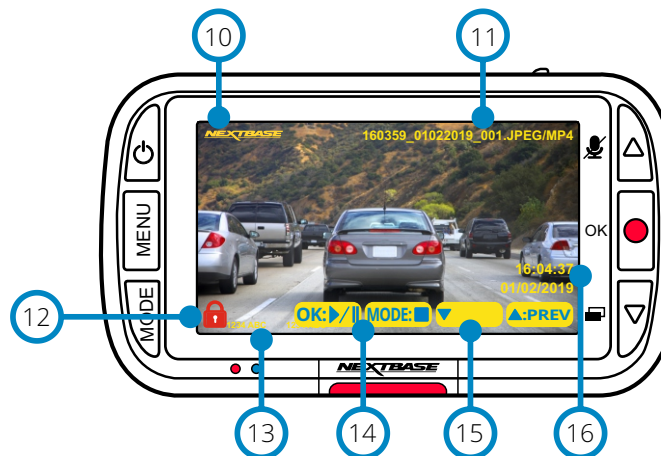 10 11
NEXTBASE 160359_01022019_001.JPEG/MP4
MENU
OK
16:04:37
01/02/2019
MODE
12
OK: / MODE: :PREV
NEXTBASE
13 14 15 16